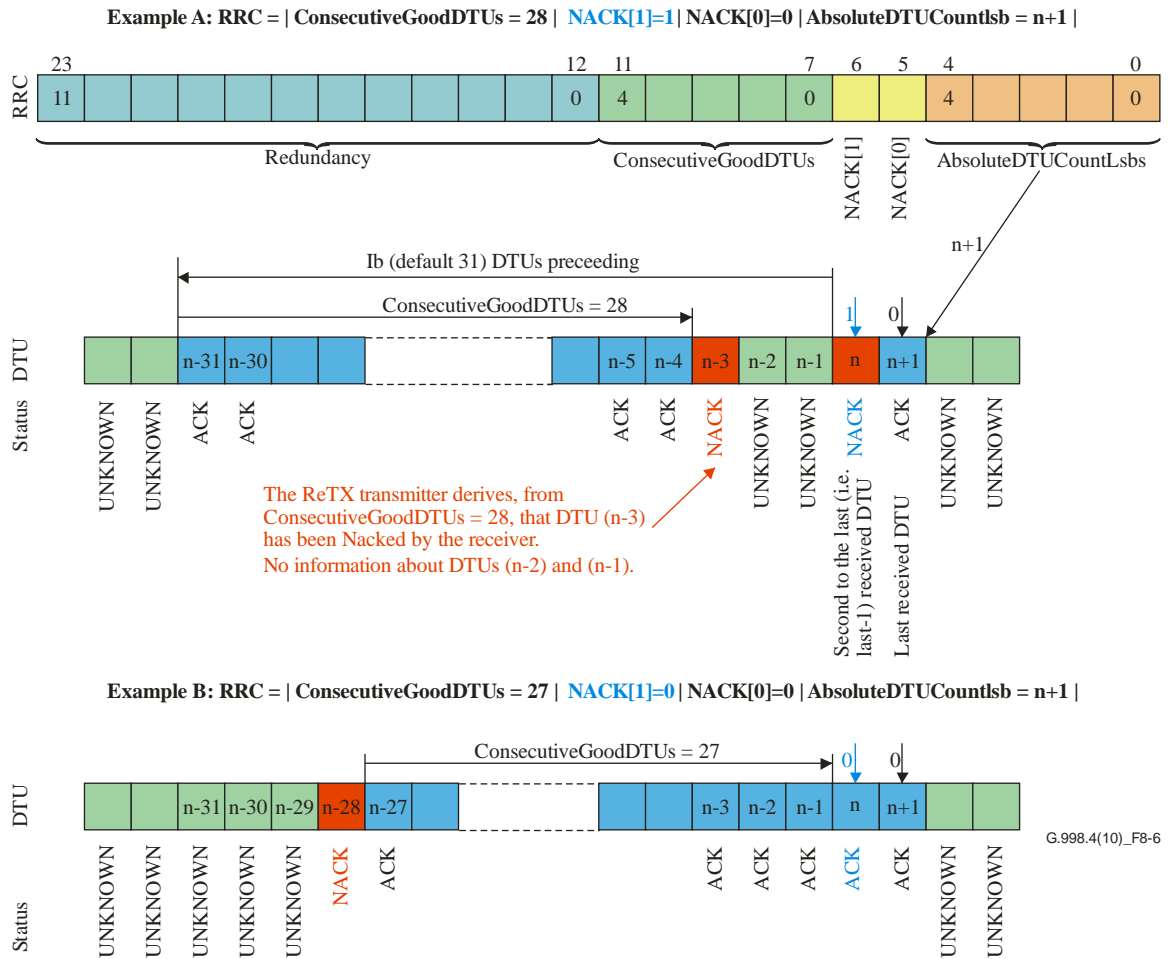 Example A: RRC = | ConsecutiveGoodDTUs = 28 | NACK[1]=1 | NACK[0]=0 | AbsoluteDTUCountlsb = n+1 |
23 12 11 7 6 5 4 0
RRC
11 0 4 0 4 0
Redundancy
ConsecutiveGoodDTUs
NACK[1]
NACK[0]
AbsoluteDTUCountLsbs
n+1
Ib (default 31) DTUs preceeding
ConsecutiveGoodDTUs = 28
1 0
DTU
n-31 n-30 n-5 n-4 n-3 n-2 n-1 n n+1
Status
UNKNOWN
UNKNOWN
ACK
ACK
ACK
ACK
NACK
UNKNOWN
UNKNOWN
NACK
ACK
UNKNOWN
UNKNOWN
The ReTX transmitter derives, from
ConsecutiveGoodDTUs = 28, that DTU (n-3)
has been Nacked by the receiver.
No information about DTUs (n-2) and (n-1).
Second to the last (i.e.
last-1) received DTU
Last received DTU
Example B: RRC = | ConsecutiveGoodDTUs = 27 | NACK[1]=0 | NACK[0]=0 | AbsoluteDTUCountlsb = n+1 |
ConsecutiveGoodDTUs = 27
0 0
DTU
n-31 n-30 n-29 n-28 n-27 n-3 n-2 n-1 n n+1
G.998.4(10)_F8-6
Status
UNKNOWN
UNKNOWN
UNKNOWN
UNKNOWN
UNKNOWN
NACK
ACK
ACK
ACK
ACK
ACK
ACK
UNKNOWN
UNKNOWN